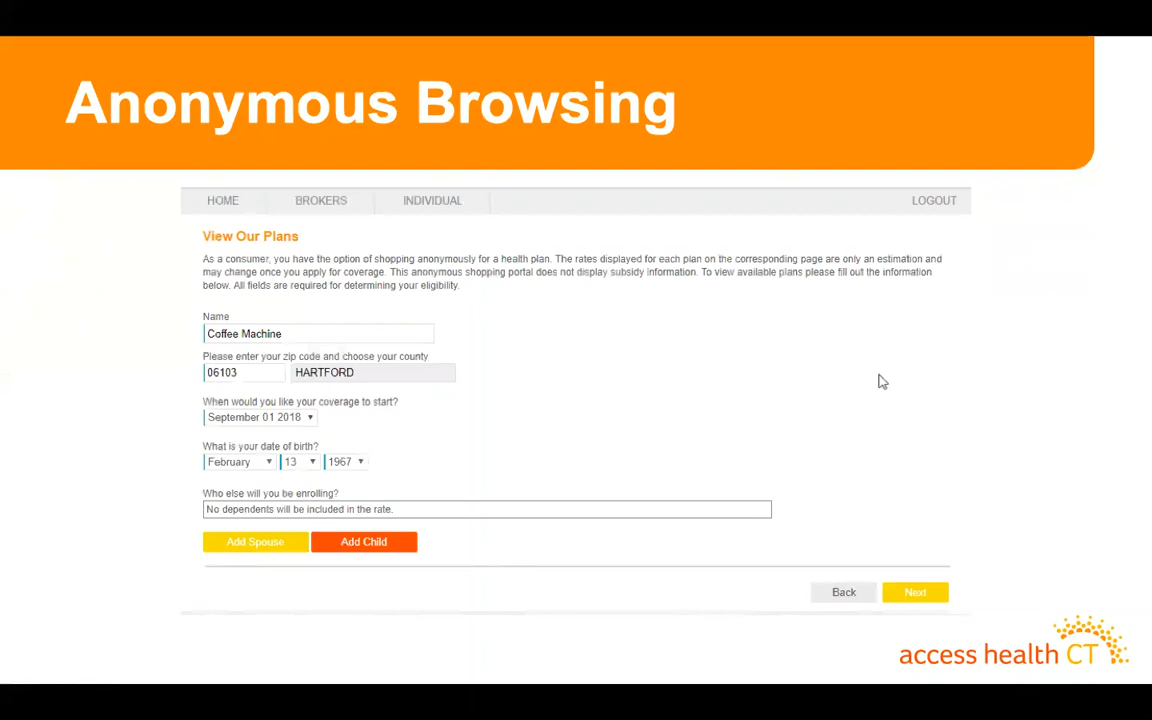 Anonymous Browsing
HOME BROKERS INDIVIDUAL LOGOUT
View Our Plans
As a consumer, you have the option of shopping anonymously for a health plan. The rates displayed for each plan on the corresponding page are only an estimation and
may change once you apply for coverage. This anonymous shopping portal does not display subsidy information. To view available plans please fill out the information
below. All fields are required for determining your eligibility.
Name
Coffee Machine
Please enter your zip code and choose your county
06103 HARTFORD
When would you like your coverage to start?
September 01 2018
What is your date of birth?
February 13 1967
Who else will you be enrolling?
No dependents will be included in the rate.
Add Spouse Add Child
Back Next
access health CT